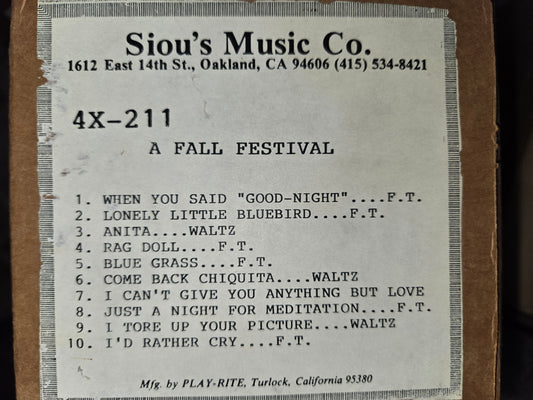 Siou's Music Co.
1612 East 14th St., Oakland, CA 94606 (415) 534-8421
4X-211
A FALL FESTIVAL
1. WHEN YOU SAID "GOOD-NIGHT"....F.T.
2. LONELY LITTLE BLUEBIRD....F.T.
3. ANITA....WALTZ
4. RAG DOLL....F.T.
5. BLUE GRASS....F.T.
6. COME BACK CHIQUITA....WALTZ
7. I CAN'T GIVE YOU ANYTHING BUT LOVE
8. JUST A NIGHT FOR MEDITATION....F.T.
9. I TORE UP YOUR PICTURE....WALTZ
10. I'D RATHER CRY....F.T.
Mfg. by PLAY-RITE, Turlock, California 95380